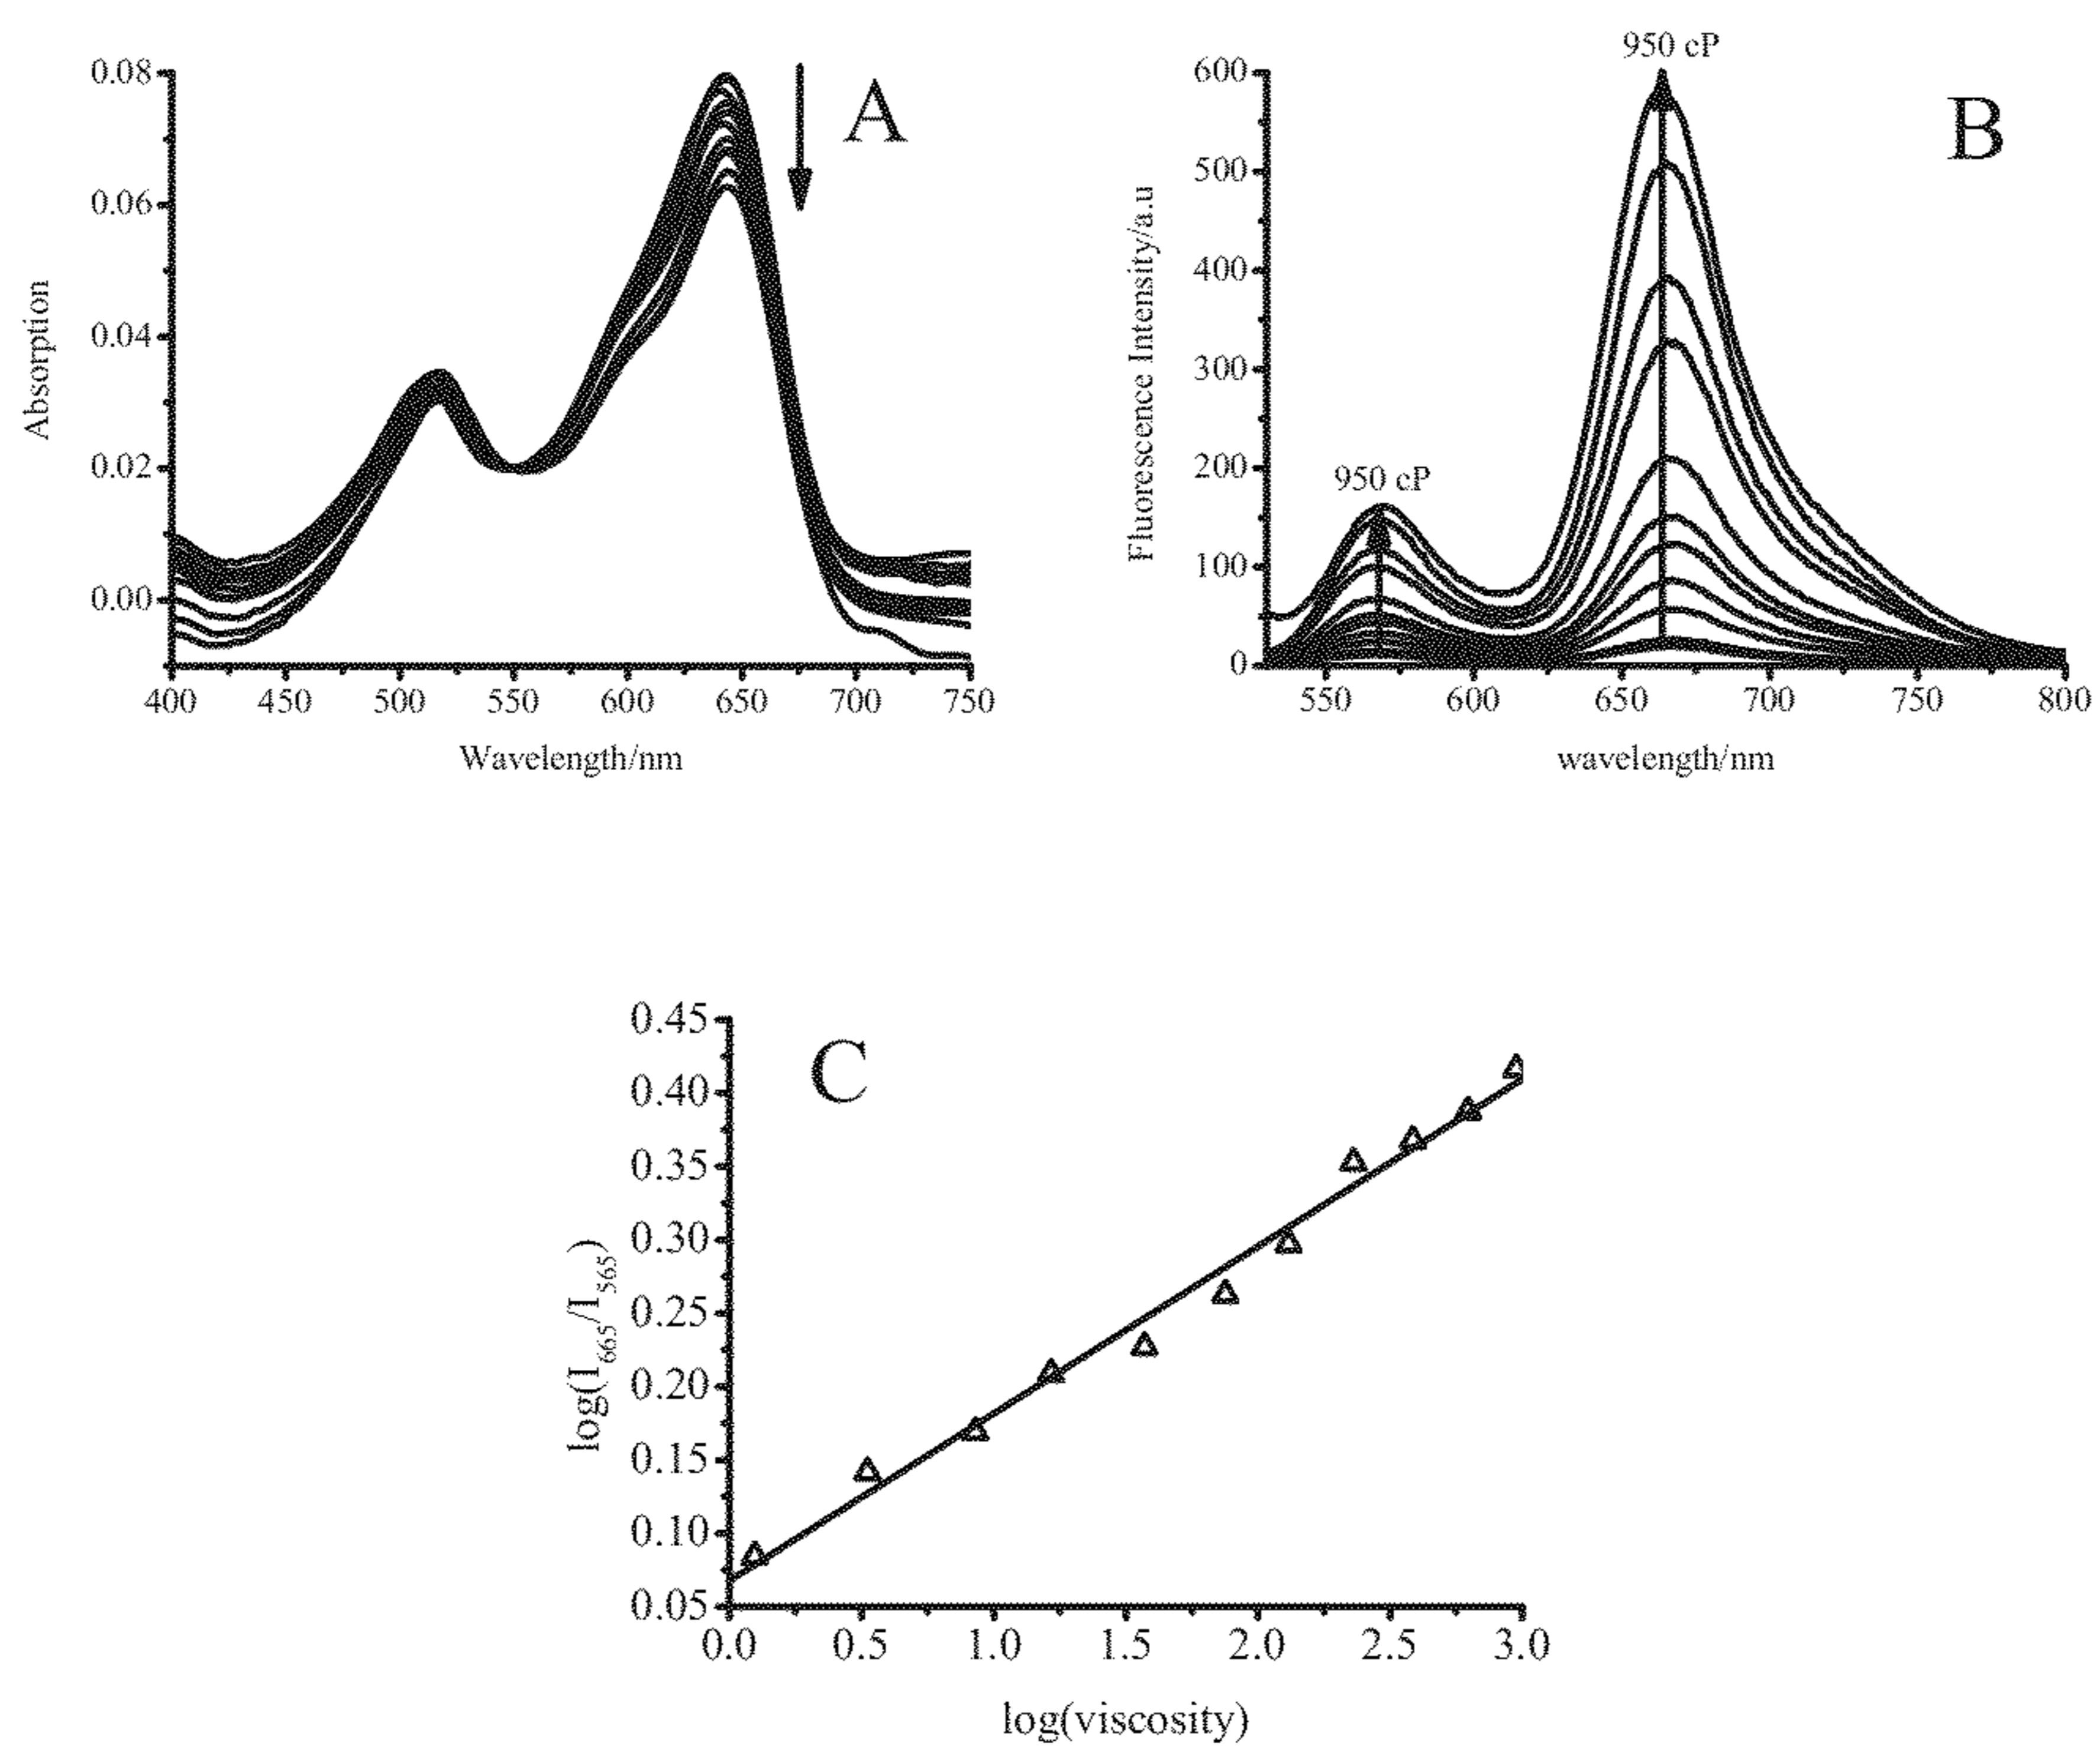 A
0.08
0.06
0.04
0.02
0.00
Absorption
400 450 500 550 600 650 700 750
Wavelength/nm
950 cP
B
600
500
400
300
200
100
0
950 cP
Fluorescence Intensity/a.u
550 600 650 700 750 800
wavelength/nm
C
0.45
0.40
0.35
0.30
0.25
0.20
0.15
0.10
0.05
log(I665/I565)
0.0 0.5 1.0 1.5 2.0 2.5 3.0
log(viscosity)